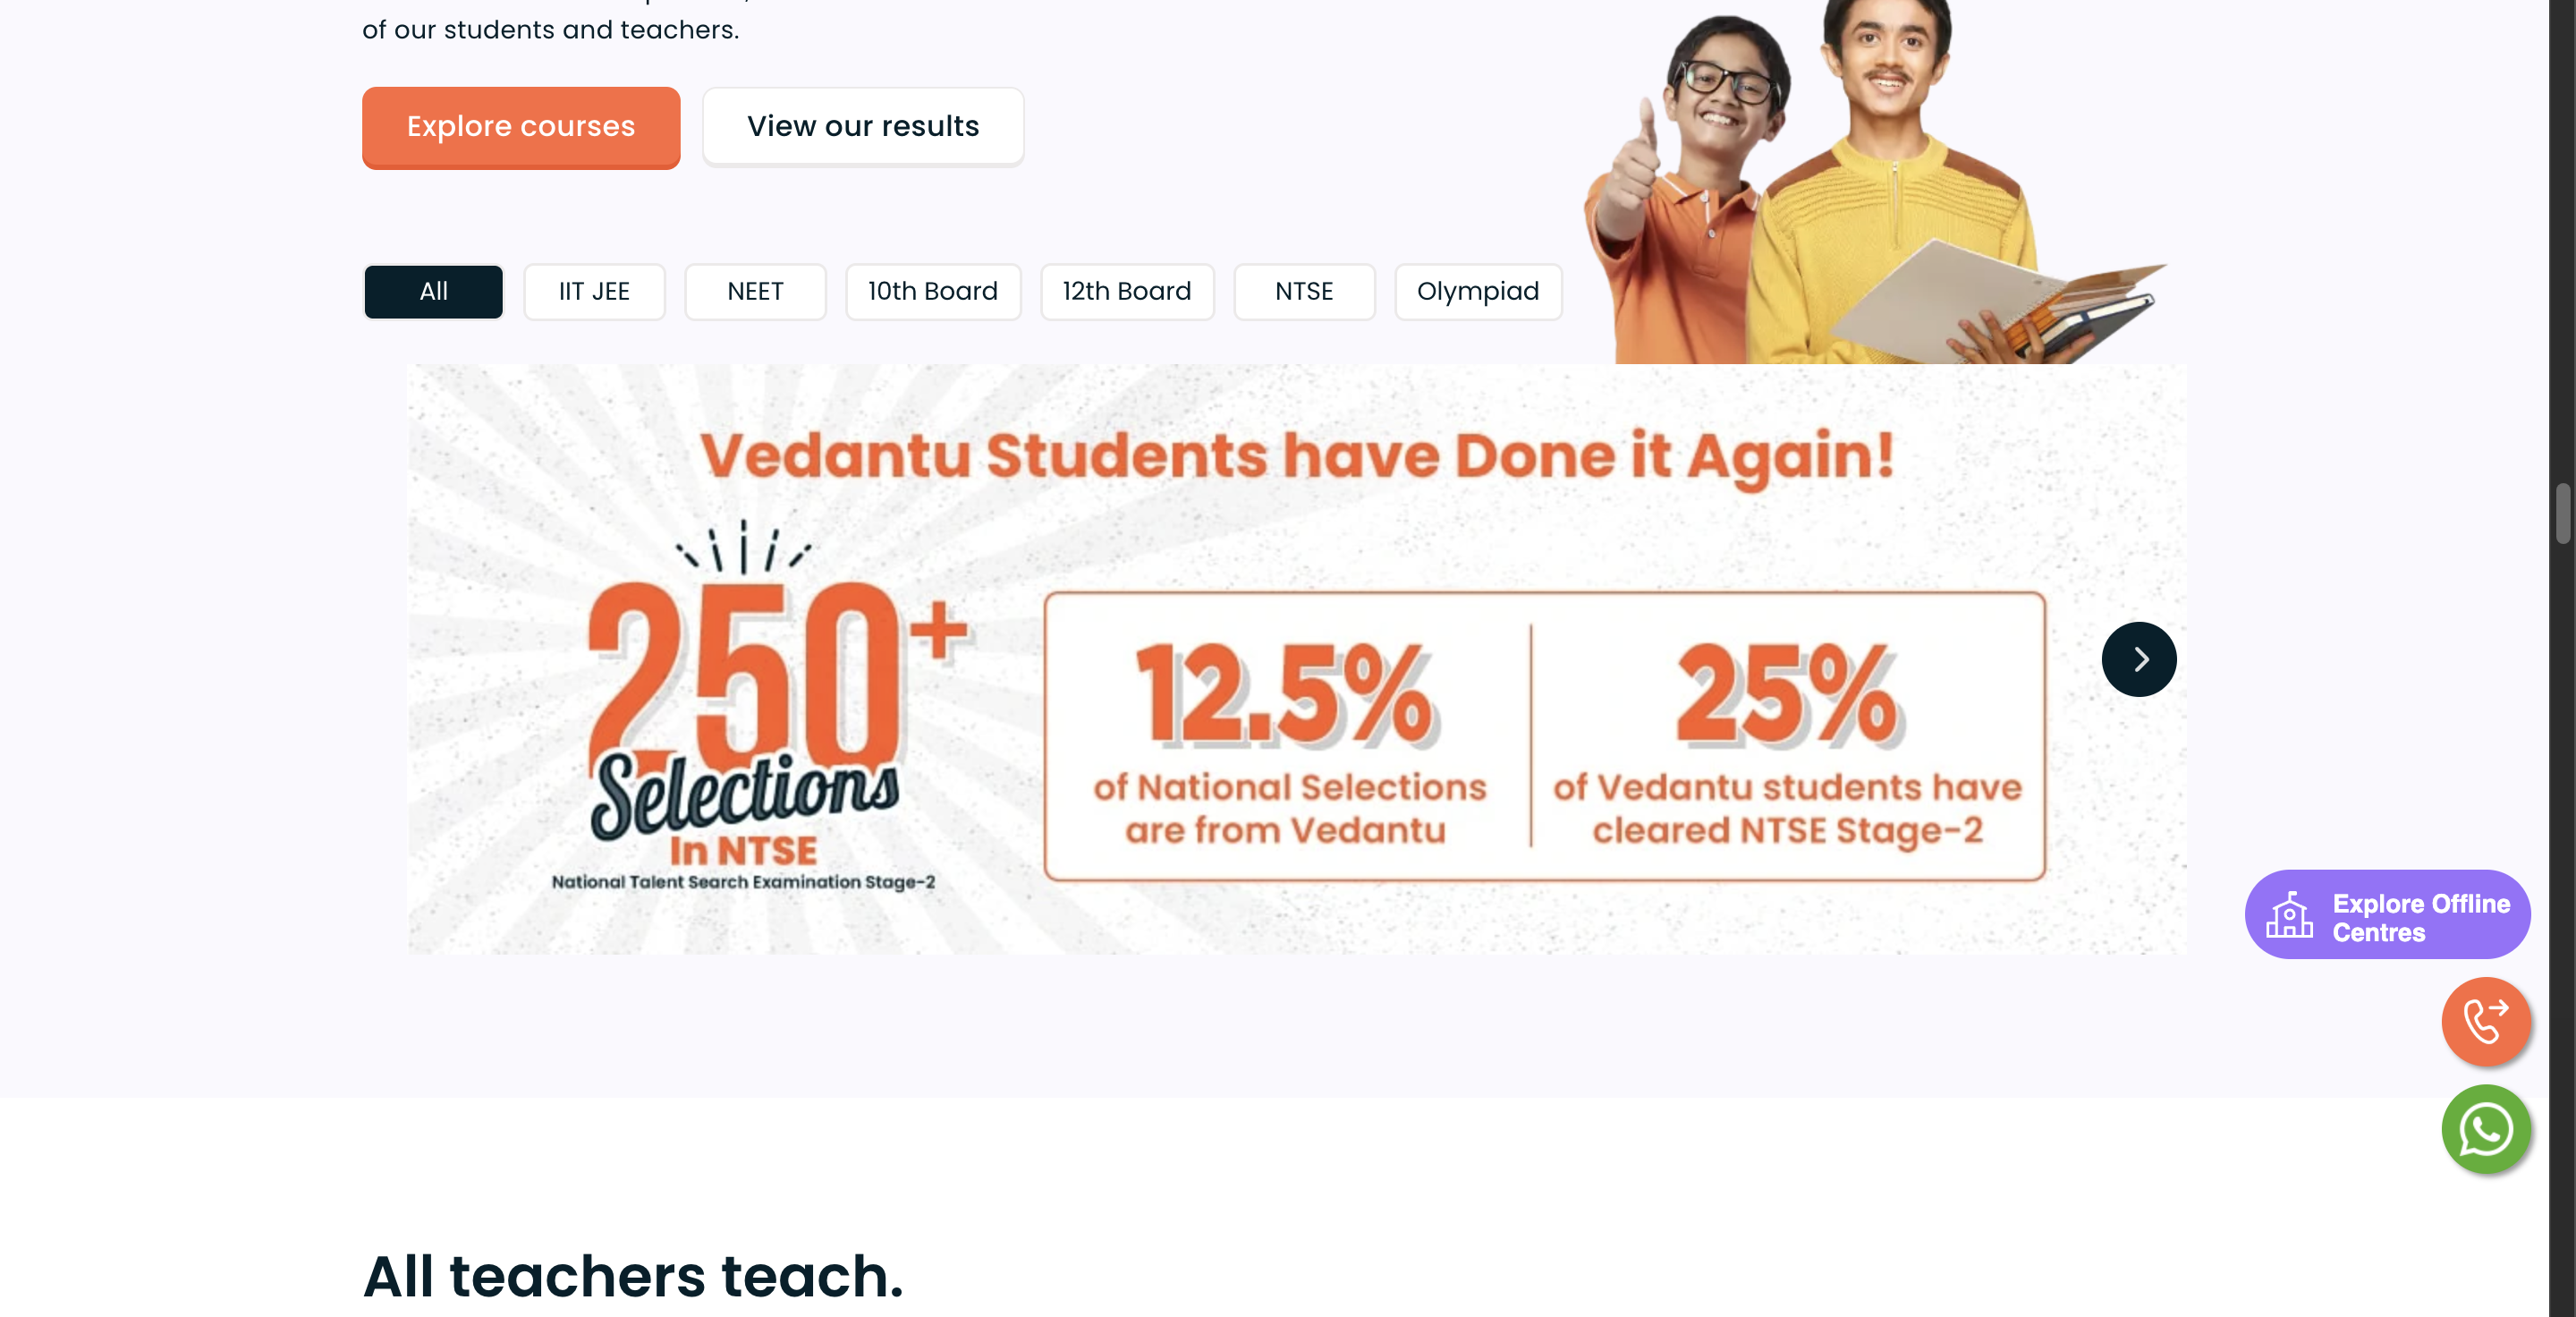 of our students and teachers.
Explore courses
View our results
All
IIT JEE
NEET
10th Board
12th Board
NTSE
Olympiad
Vedantu Students have Done it Again!
250+
Selections
In NTSE
National Talent Search Examination Stage-2
12.5%
of National Selections
are from Vedantu
25%
of Vedantu students have
cleared NTSE Stage-2
Explore Offline
Centres
All teachers teach.